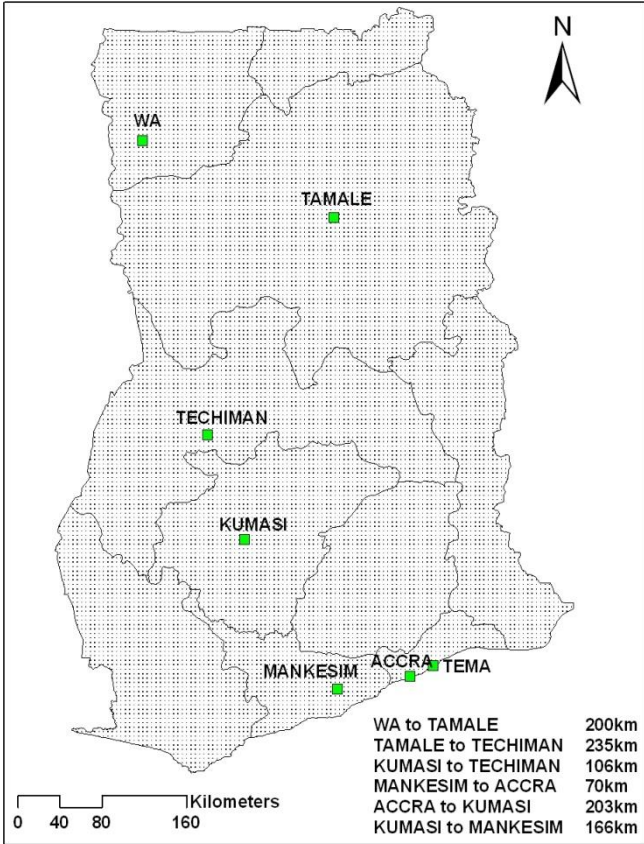 N
WA
TAMALE
TECHIMAN
KUMASI
ACCRA
TEMA
MANKESIM
WA to TAMALE 200km
TAMALE to TECHIMAN 235km
KUMASI to TECHIMAN 106km
MANKESIM to ACCRA 70km
ACCRA to KUMASI 203km
KUMASI to MANKESIM 166km
Kilometers
0 40 80 160